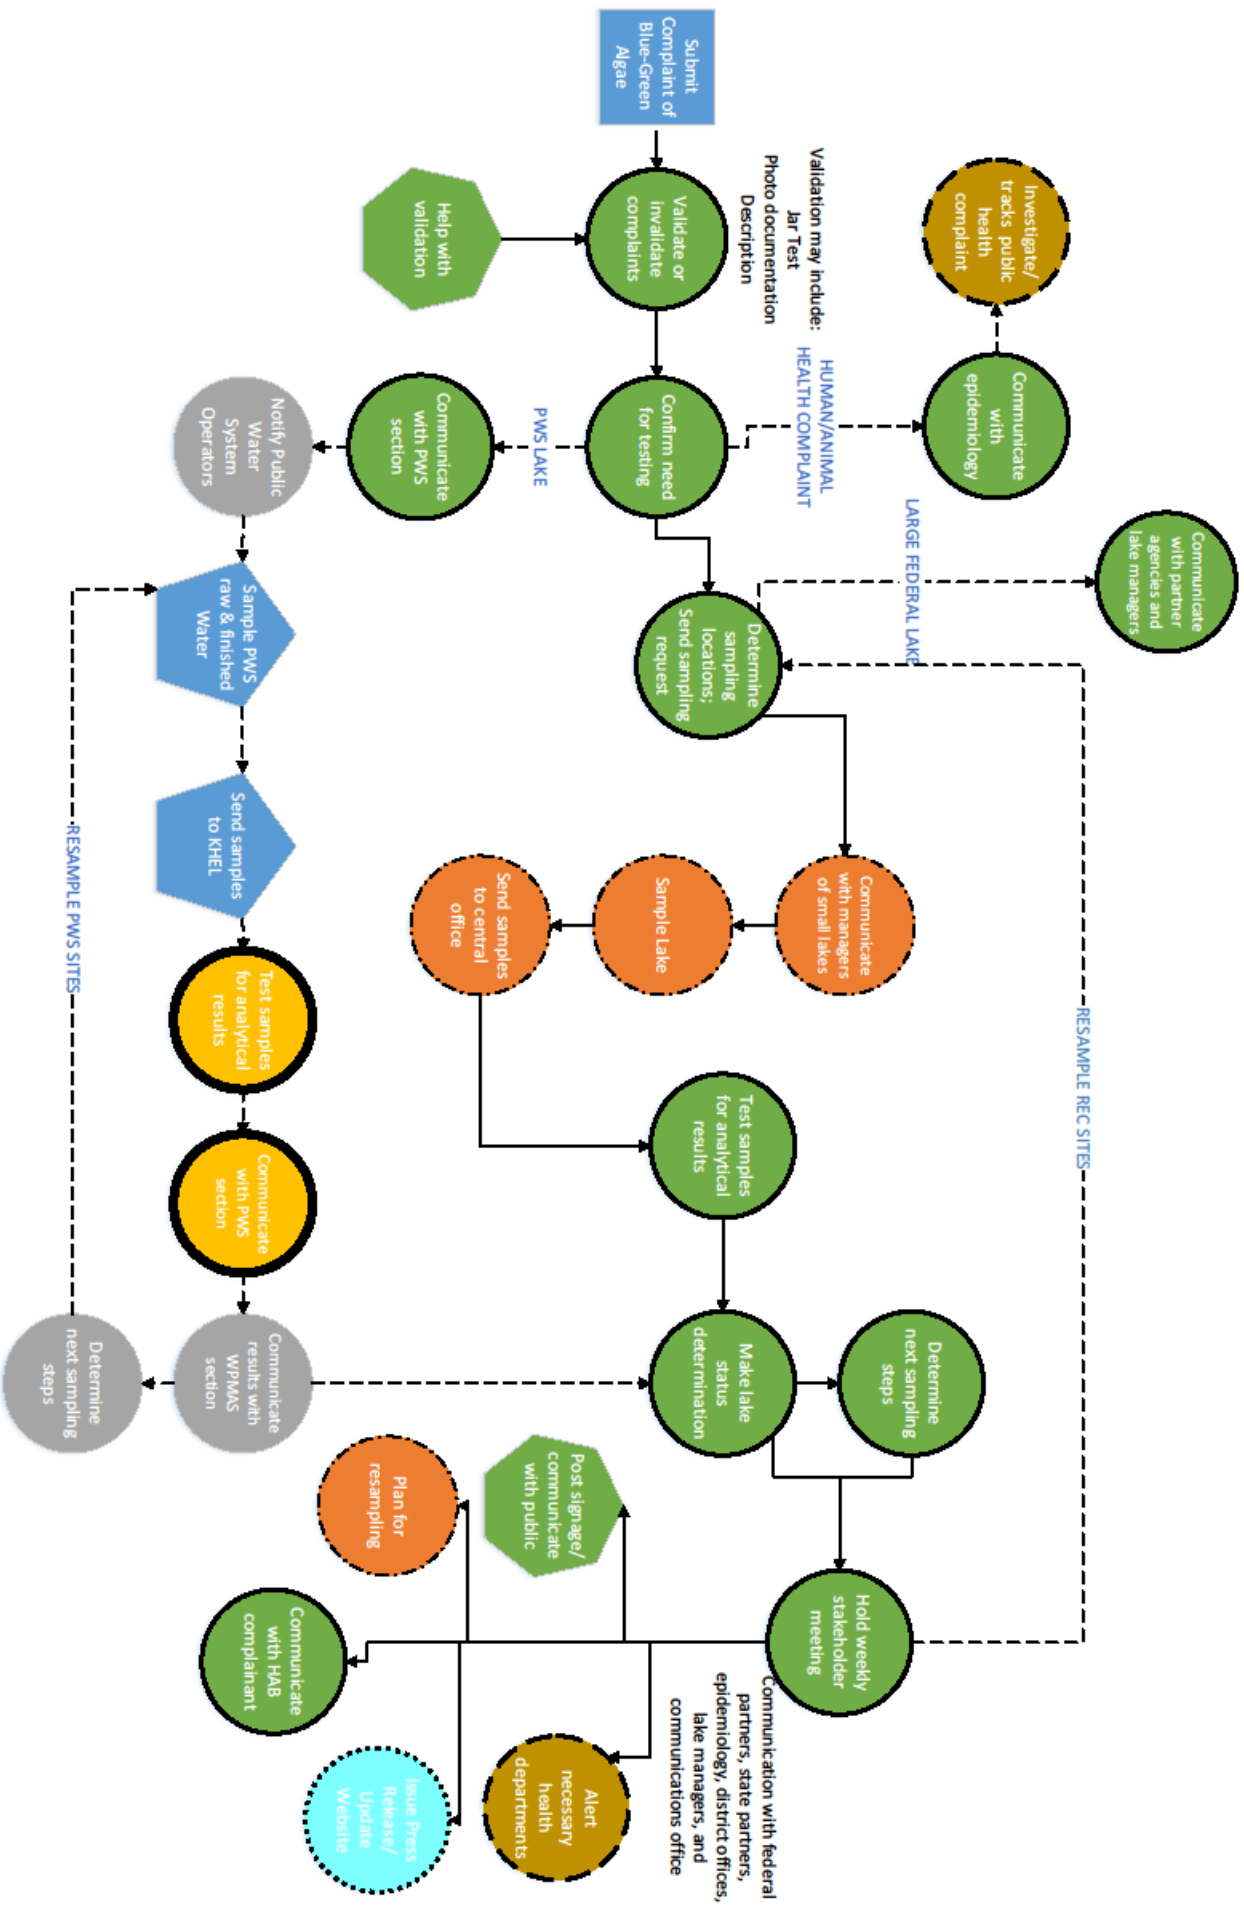 Submit
Complaint of
Blue-Green
Algae
Validation may include:
Jar Test
Photo documentation
Description
Validate or
invalidate
complaints
Help with
validation
Investigate/
tracks public
health
complaint
Communicate
with
epidemiology
HUMAN/ANIMAL
HEALTH COMPLAINT
Confirm need
for testing
PWS LAKE
Communicate
with PWS
section
Notify Public
Water
System
Operators
Communicate
with partner
agencies and
lake managers
LARGE FEDERAL LAKE
Determine
sampling
locations;
Send sampling
request
Sample PWS
raw & finished
Water
Send samples
to KHEL
RESAMPLE PWS SITES
Communicate
with managers
of small lakes
Sample Lake
Send samples
to central
office
Test samples
for analytical
results
Communicate
with PWS
section
RESAMPLE REC SITES
Test samples
for analytical
results
Determine
next sampling
steps
Make lake
status
determination
Communicate
results with
WPMAS
section
Determine
next sampling
steps
Hold weekly
stakeholder
meeting
Post signage/
communicate
with public
Plan for
resampling
Communicate
with HAB
complainant
Communication with federal
partners, state partners,
epidemiology, district offices,
lake managers, and
communications office
Alert
necessary
health
departments
Issue Press
Release/
Update
Website